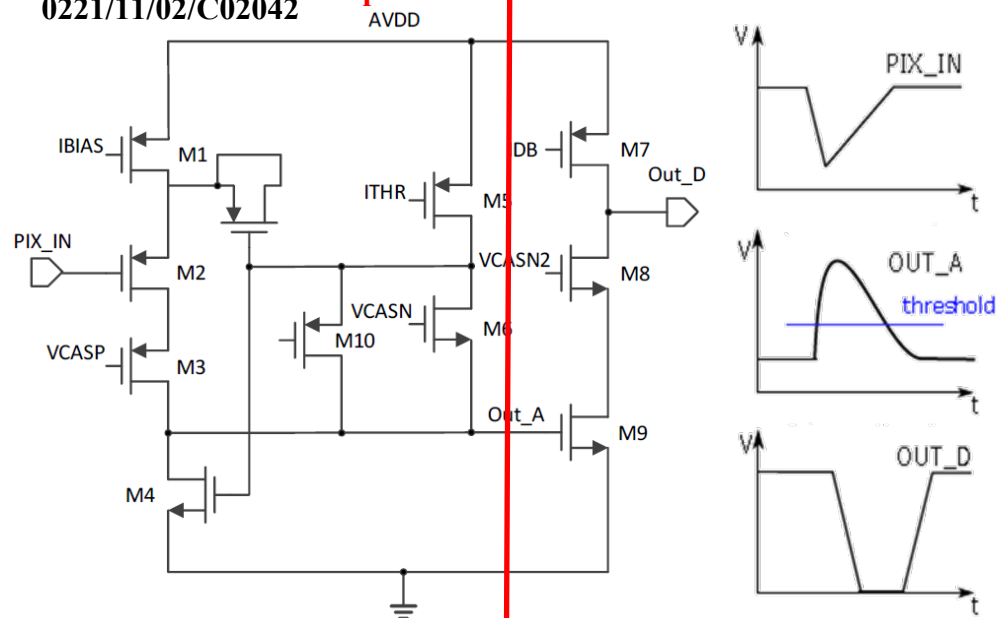 0221/11/02/C02042
AVDD
IBIAS
M1
PIX_IN
M2
VCASP
M3
M4
ITHR
M5
VCASN
M6
M10
Out_A
DB
M7
Out_D
VCASN2
M8
M9
V
PIX_IN
t
V
OUT_A
threshold
t
V
OUT_D
t